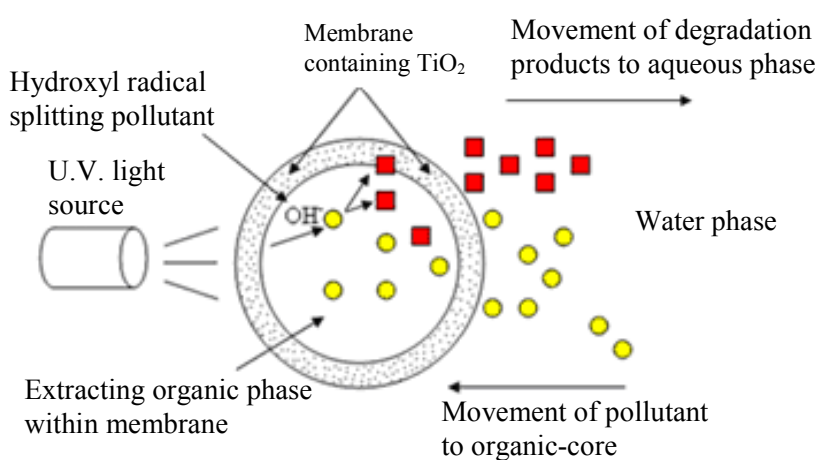 Membrane
containing TiO₂
Movement of degradation
products to aqueous phase
Hydroxyl radical
splitting pollutant
U.V. light
source
OH⁻
Water phase
Extracting organic phase
within membrane
Movement of pollutant
to organic-core